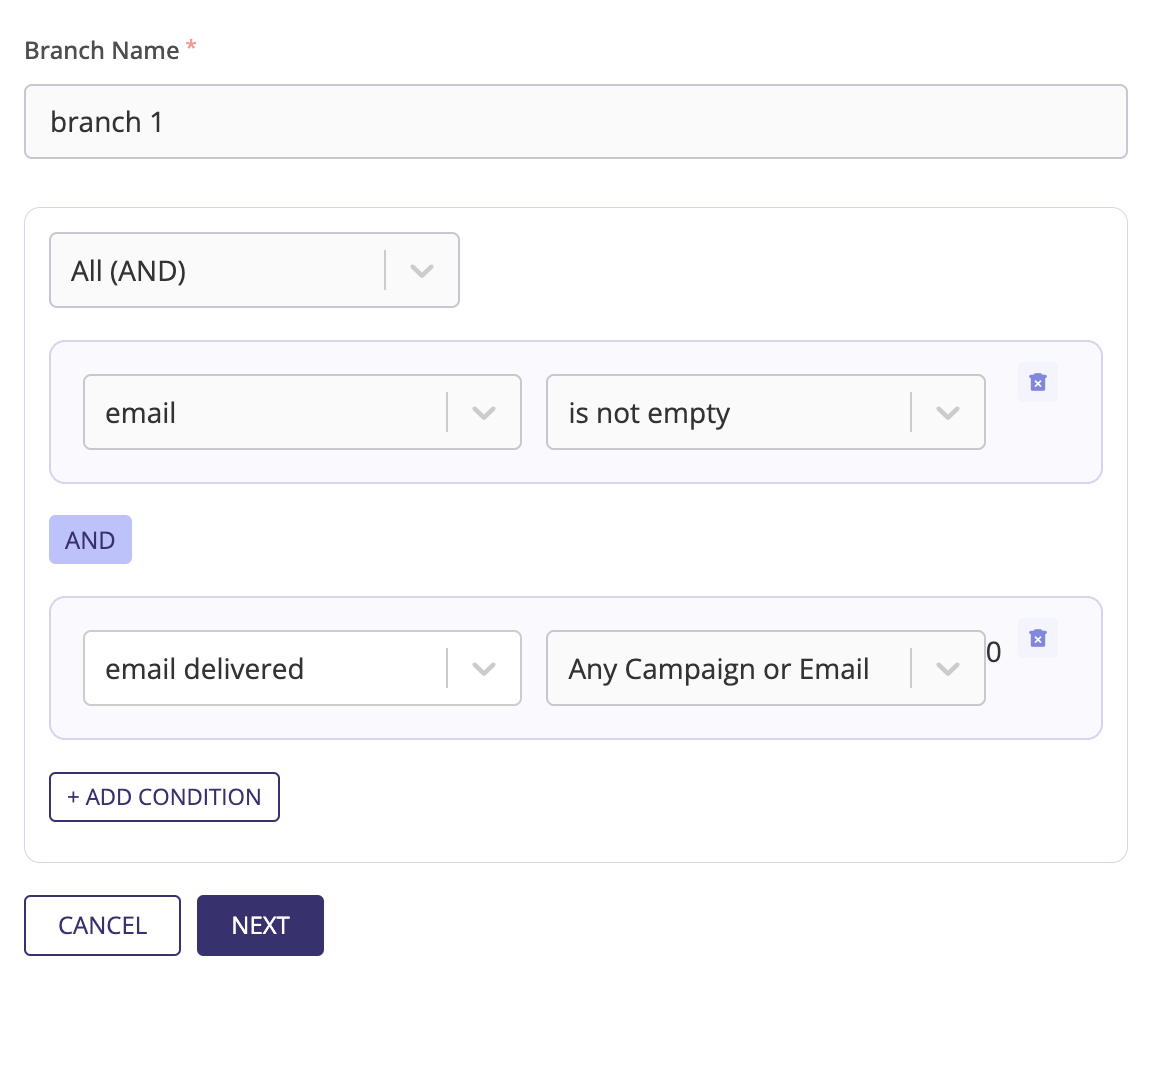 Branch Name *
branch 1
All (AND)
email
is not empty
AND
email delivered
Any Campaign or Email
0
+ ADD CONDITION
CANCEL
NEXT